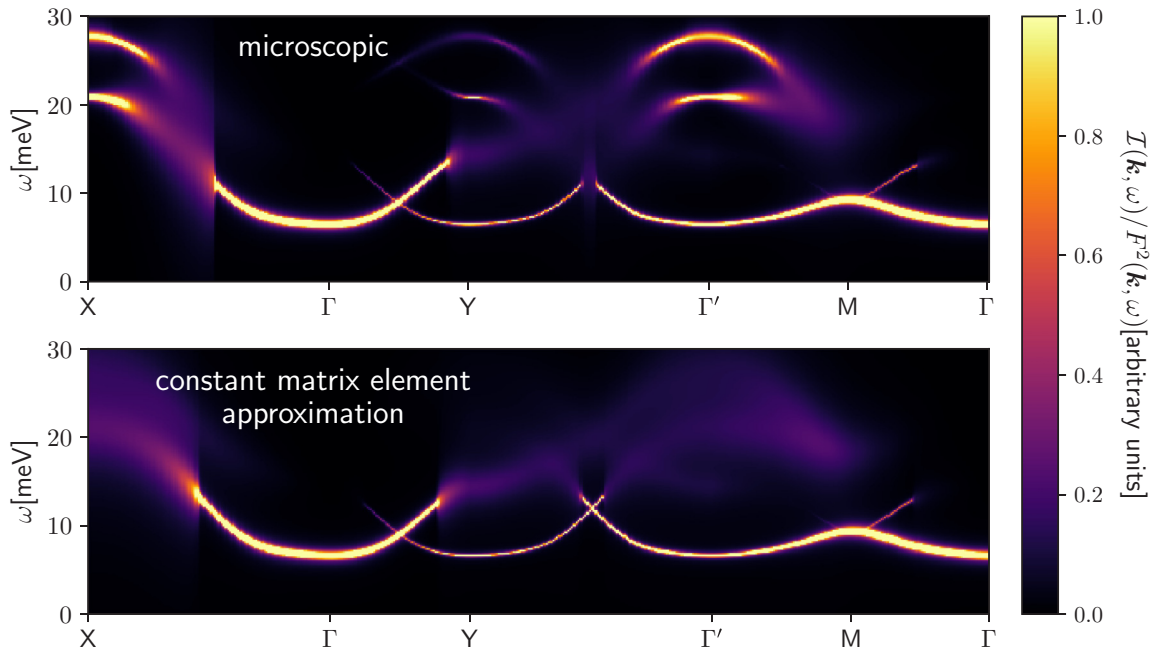 30
20
10
0
ω[meV]
microscopic
X
Γ
Y
Γ′
M
Γ
30
20
10
0
ω[meV]
constant matrix element
approximation
X
Γ
Y
Γ′
M
Γ
1.0
0.8
0.6
0.4
0.2
0.0
𝓘(𝒌, ω)/F²(𝒌, ω)[arbitrary units]